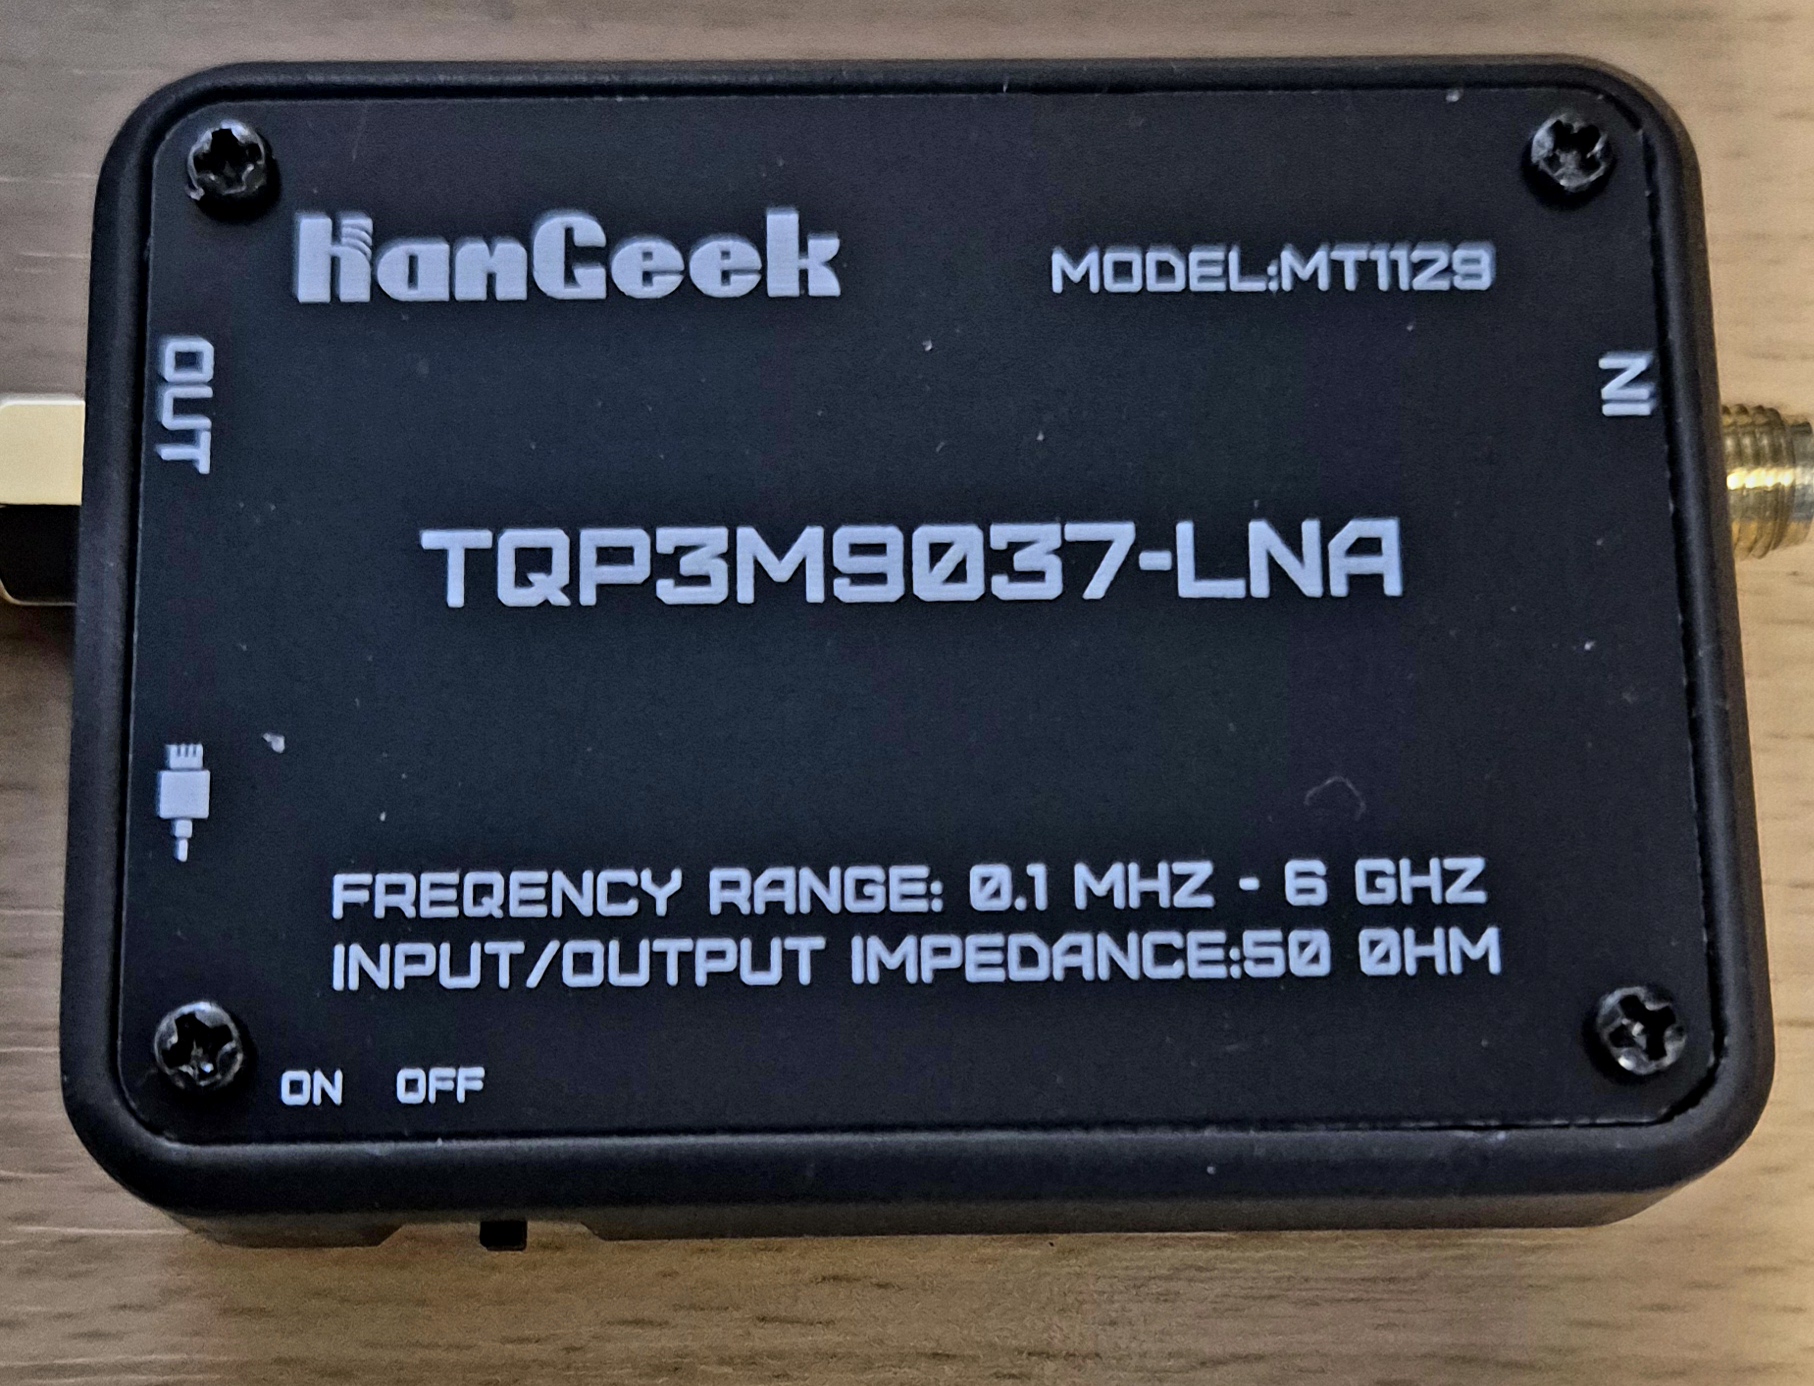 HanGeek
MODEL:MT1129
OUT
IN
TQP3M9037-LNA
FREQENCY RANGE: 0.1 MHZ - 6 GHZ
INPUT/OUTPUT IMPEDANCE:50 0HM
ON OFF